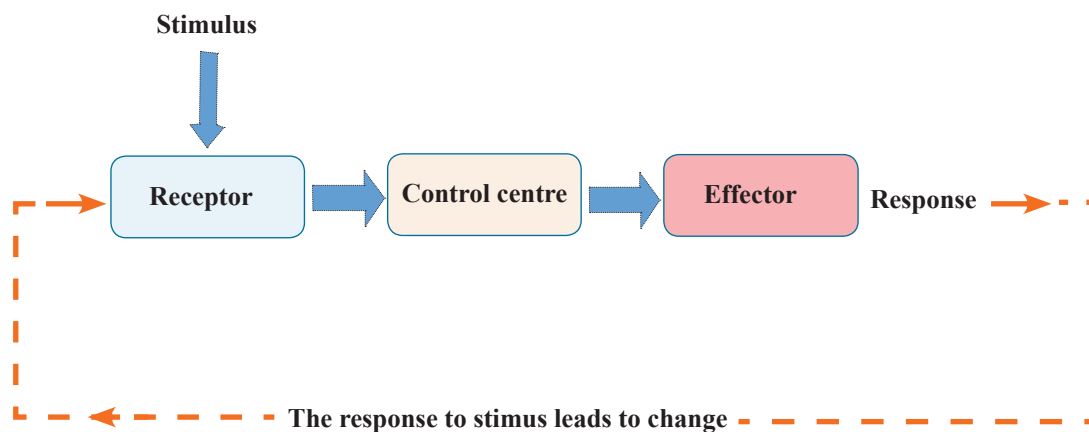 Stimulus
Receptor
Control centre
Effector
Response
The response to stimus leads to change